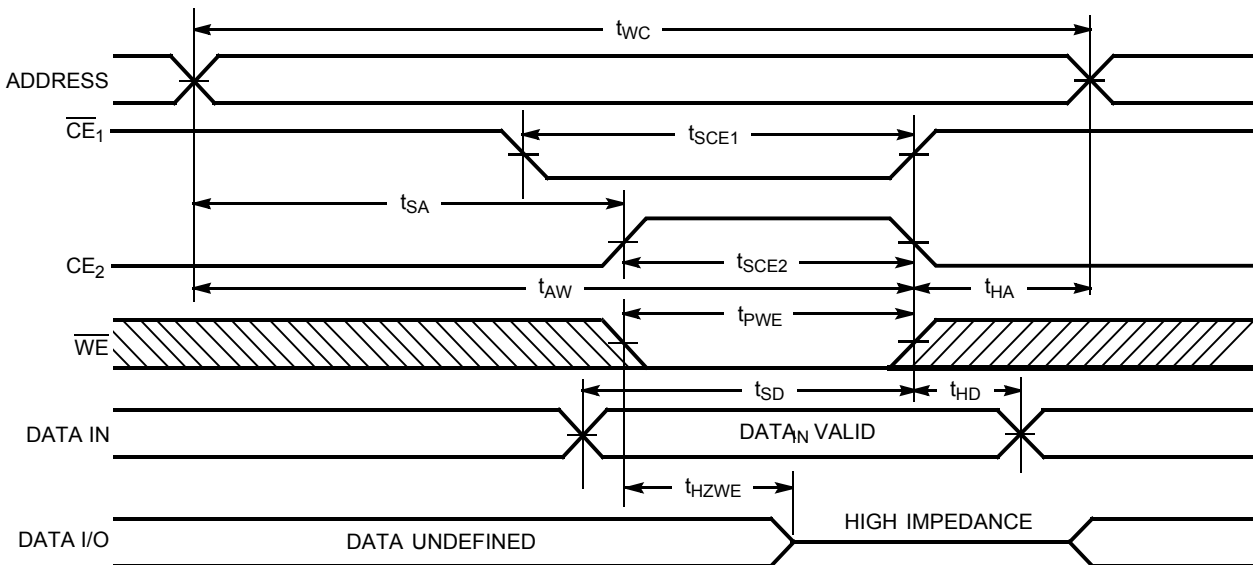 tWC
ADDRESS
CE1
tSCE1
tSA
CE2
tSCE2
tAW
tHA
tPWE
WE
tSD
tHD
DATA IN
DATAIN VALID
tHZWE
HIGH IMPEDANCE
DATA I/O
DATA UNDEFINED